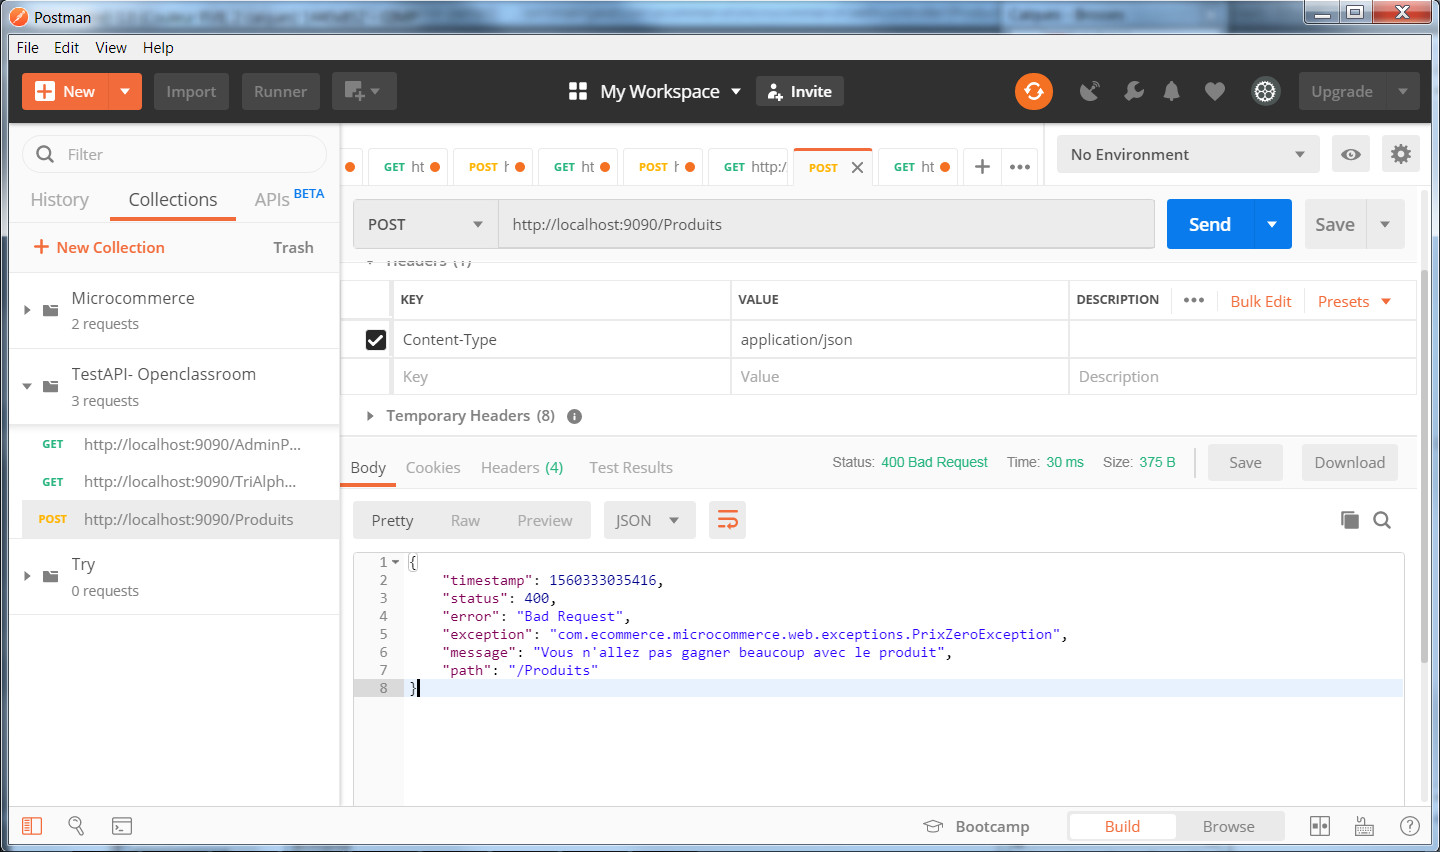 Postman
File Edit View Help
New Import Runner My Workspace Invite Upgrade
Filter
GET ht POST GET ht POST GET http:/ POST GET ht
No Environment
History Collections APIs BETA
POST http://localhost:9090/Produits Send Save
New Collection Trash
Headers (1)
KEY VALUE DESCRIPTION Bulk Edit Presets
Content-Type application/json
Key Value Description
Temporary Headers (8)
Microcommerce
2 requests
TestAPI- Openclassroom
3 requests
GET http://localhost:9090/AdminP...
GET http://localhost:9090/TriAlph...
POST http://localhost:9090/Produits
Try
0 requests
Body Cookies Headers (4) Test Results Status: 400 Bad Request Time: 30 ms Size: 375 B Save Download
Pretty Raw Preview JSON
1 {
2 "timestamp": 1560333035416,
3 "status": 400,
4 "error": "Bad Request",
5 "exception": "com.ecommerce.microcommerce.web.exceptions.PrixZeroException",
6 "message": "Vous n'allez pas gagner beaucoup avec le produit",
7 "path": "/Produits"
8 }
Bootcamp Build Browse